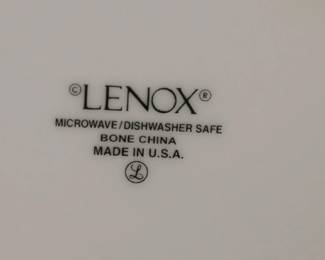 ©LENOX®
MICROWAVE/DISHWASHER SAFE
BONE CHINA
MADE IN U.S.A.
L